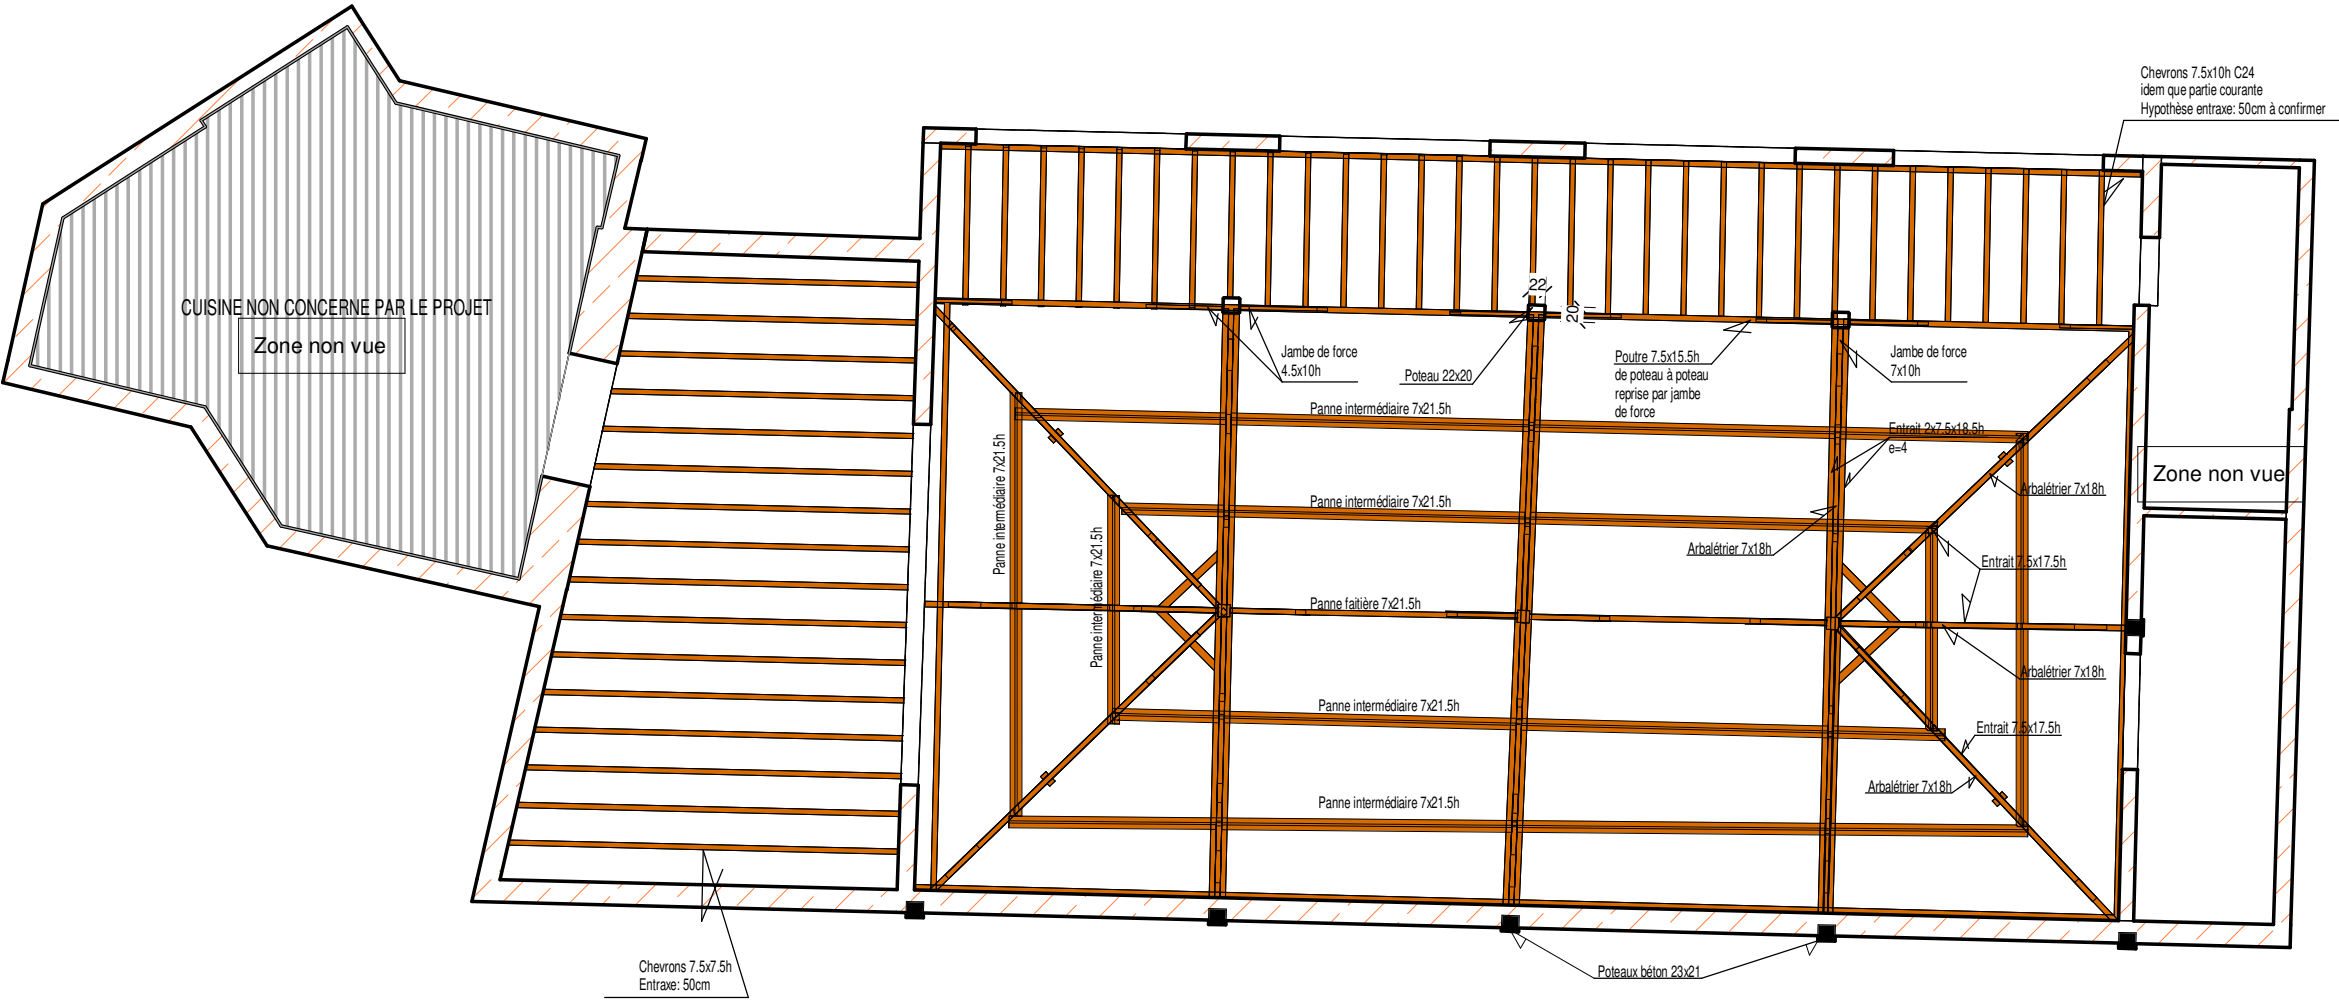 Chevrons 7.5x10h C24
idem que partie courante
Hypothèse entraxe: 50cm à confirmer
CUISINE NON CONCERNE PAR LE PROJET
Zone non vue
22
20
Jambe de force
4.5x10h
Poteau 22x20
Poutre 7.5x15.5h
de poteau à poteau
reprise par jambe
de force
Jambe de force
7x10h
Panne intermédiaire 7x21.5h
Entrait 2x7.5x18.5h
e=4
Panne intermédiaire 7x21.5h
Zone non vue
Arbalétrier 7x18h
Panne intermédiaire 7x21.5h
Arbalétrier 7x18h
Entrait 7.5x17.5h
Panne intermédiaire 7x21.5h
Panne faitière 7x21.5h
Arbalétrier 7x18h
Panne intermédiaire 7x21.5h
Entrait 7.5x17.5h
Arbalétrier 7x18h
Panne intermédiaire 7x21.5h
Chevrons 7.5x7.5h
Entraxe: 50cm
Poteaux béton 23x21